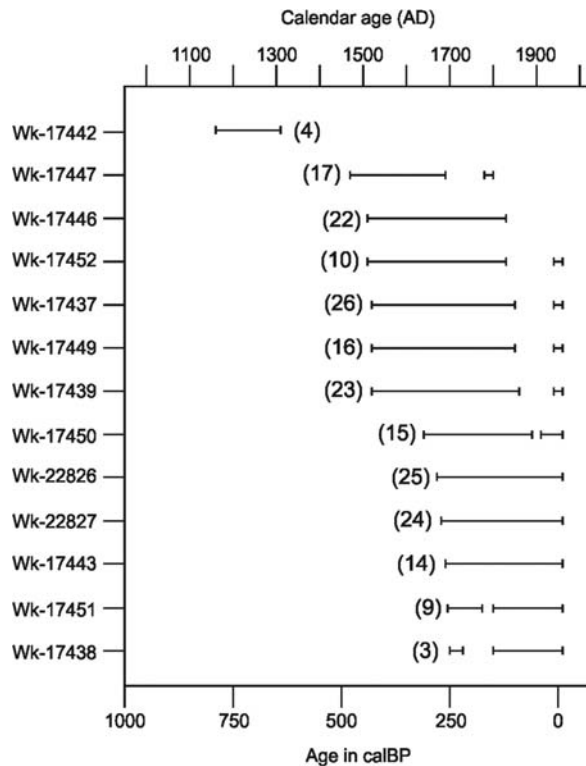 Calendar age (AD)
1100 1300 1500 1700 1900
Wk-17442 (4)
Wk-17447 (17)
Wk-17446 (22)
Wk-17452 (10)
Wk-17437 (26)
Wk-17449 (16)
Wk-17439 (23)
Wk-17450 (15)
Wk-22826 (25)
Wk-22827 (24)
Wk-17443 (14)
Wk-17451 (9)
Wk-17438 (3)
1000 750 500 250 0
Age in calBP